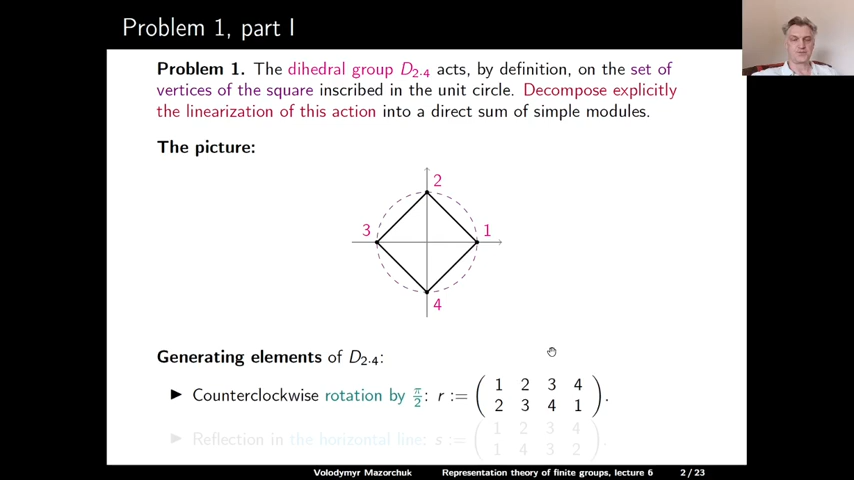 Problem 1, part I
Problem 1. The dihedral group D₂.₄ acts, by definition, on the set of
vertices of the square inscribed in the unit circle. Decompose explicitly
the linearization of this action into a direct sum of simple modules.
The picture:
2
3
1
4
Generating elements of D₂.₄:
► Counterclockwise rotation by π/2: r := ( 1 2 3 4
2 3 4 1 ).
► Reflection in the horizontal line: s := ( 1 2 3 4
1 4 3 2 ).
Volodymyr Mazorchuk Representation theory of finite groups, lecture 6 2/23